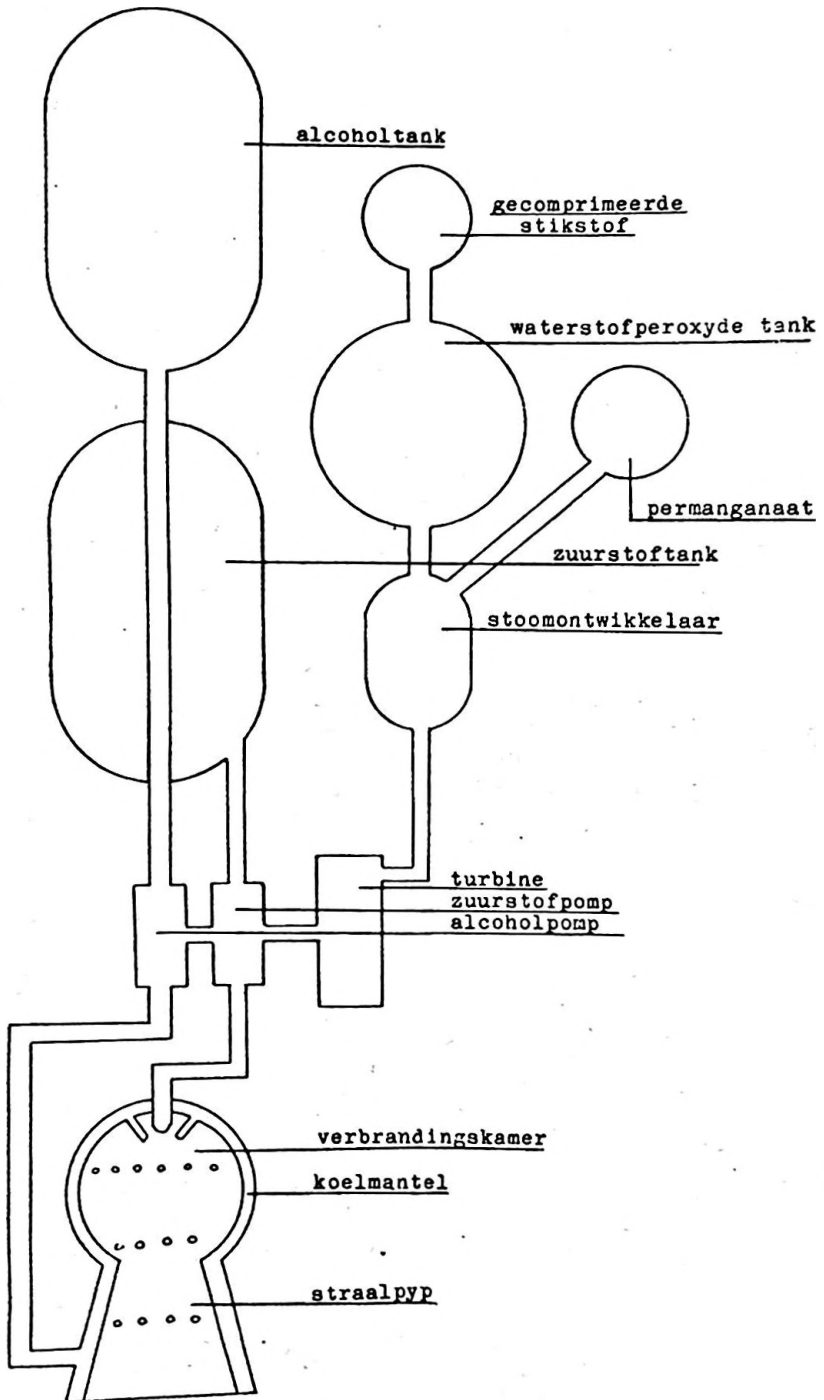 alcoholtank
gecomprimeerde
stikstof
waterstofperoxyde tank
permanganaat
zuurstoftank
stoomontwikkelaar
turbine
zuurstofpomp
alcoholpomp
verbrandingskamer
koelmantel
straalpyp